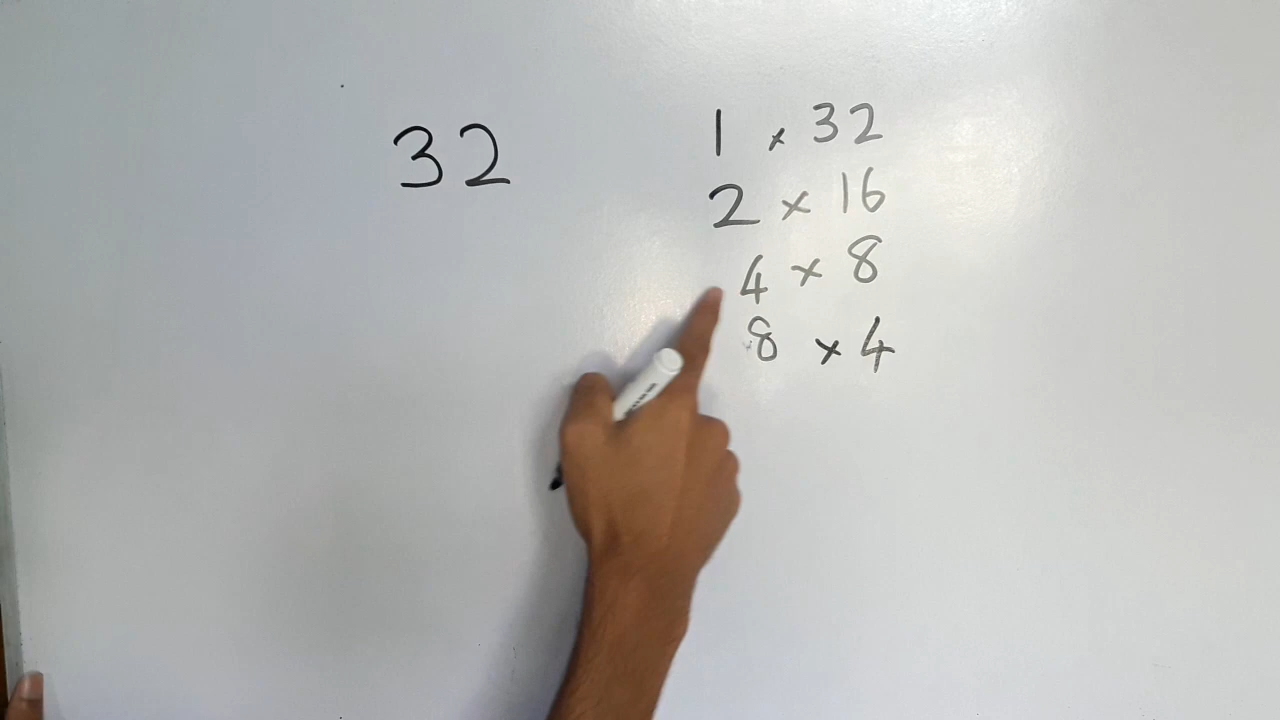 32
1 × 32
2 × 16
4 × 8
8 × 4